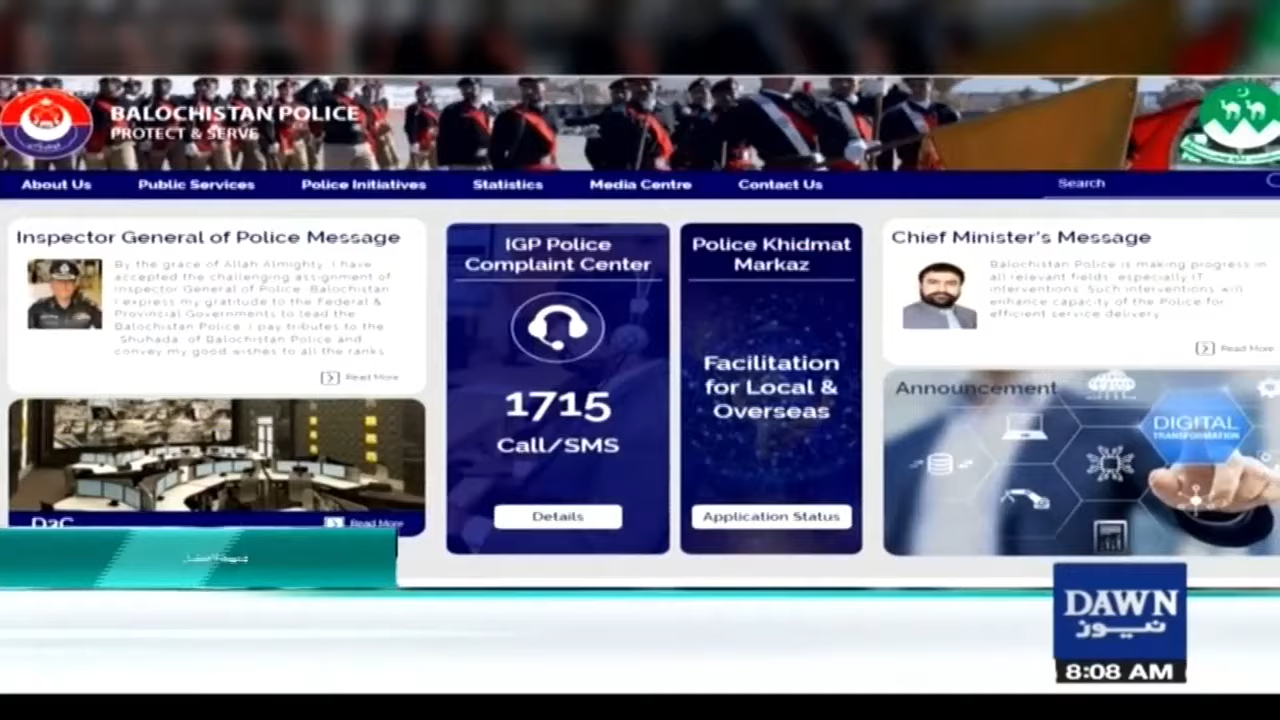 BALOCHISTAN POLICE
PROTECT & SERVE
About Us
Public Services
Police Initiatives
Statistics
Media Centre
Contact Us
Search
Inspector General of Police Message
By the grace of Allah Almighty, I have
accepted the challenging assignment of
Inspector General of Police, Balochistan.
I express my gratitude to the Federal &
Provincial Governments to lead the
Balochistan Police. I pay tributes to the
Shuhada of Balochistan Police and
convey my good wishes to all the ranks
Read More
Read More
IGP Police
Complaint Center
1715
Call/SMS
Details
Police Khidmat
Markaz
Facilitation
for Local &
Overseas
Application Status
Chief Minister's Message
Balochistan Police is making progress in
all relevant fields, especially IT
interventions. Such interventions will
enhance capacity of the Police for
efficient service delivery.
Read More
Announcement
DIGITAL
TRANSFORMATION
DAWN
نیوز
8:08 AM